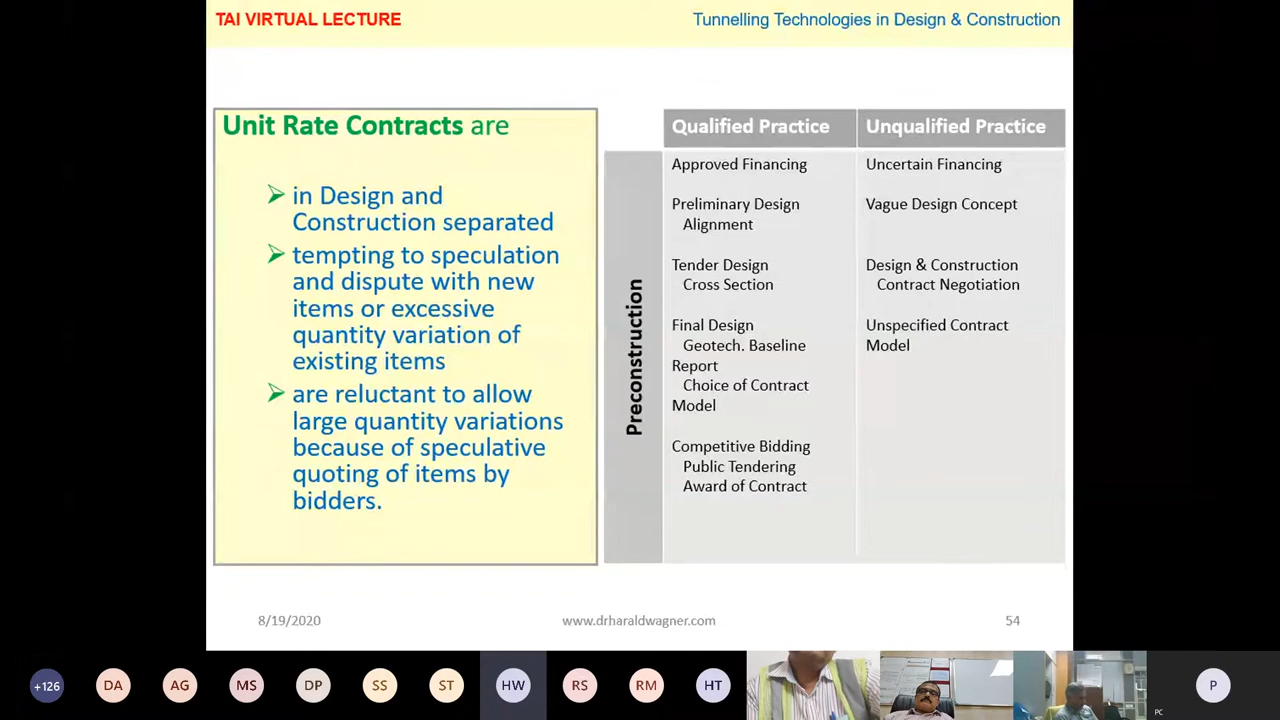 TAI VIRTUAL LECTURE
Tunnelling Technologies in Design & Construction
Unit Rate Contracts are
in Design and
Construction separated
tempting to speculation
and dispute with new
items or excessive
quantity variation of
existing items
are reluctant to allow
large quantity variations
because of speculative
quoting of items by
bidders.
Qualified Practice
Unqualified Practice
Preconstruction
Approved Financing
Preliminary Design
Alignment
Tender Design
Cross Section
Final Design
Geotech. Baseline
Report
Choice of Contract
Model
Competitive Bidding
Public Tendering
Award of Contract
Uncertain Financing
Vague Design Concept
Design & Construction
Contract Negotiation
Unspecified Contract
Model
8/19/2020
www.drharaldwagner.com
54
+126
DA
AG
MS
DP
SS
ST
HW
RS
RM
HT
PC
P